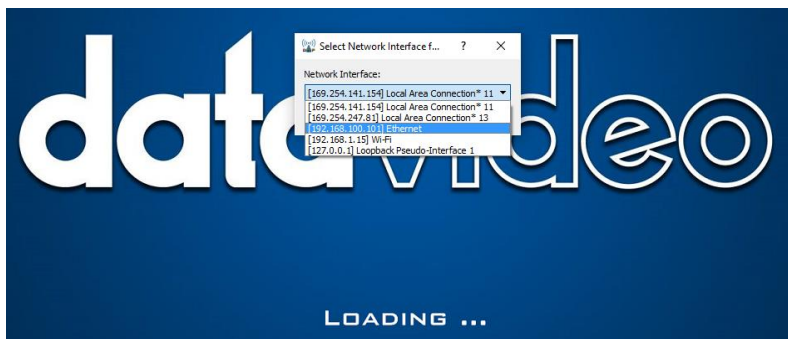 Select Network Interface f... ? ×
Network Interface:
[169.254.141.154] Local Area Connection* 11
[169.254.141.154] Local Area Connection* 11
[169.254.247.81] Local Area Connection* 13
[192.168.100.101] Ethernet
[192.168.1.15] Wi-Fi
[127.0.0.1] Loopback Pseudo-Interface 1
datavideo
LOADING ...